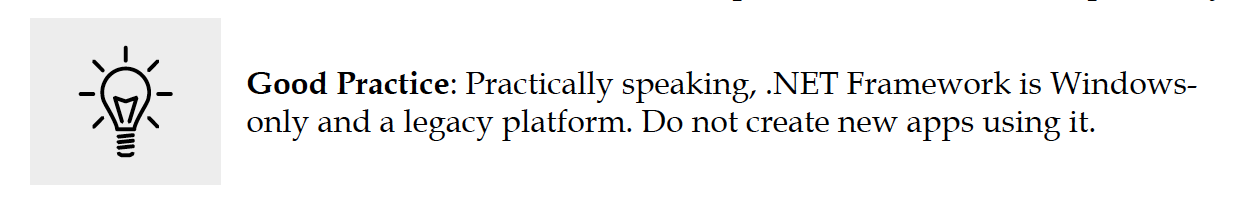 Good Practice: Practically speaking, .NET Framework is Windows-
only and a legacy platform. Do not create new apps using it.